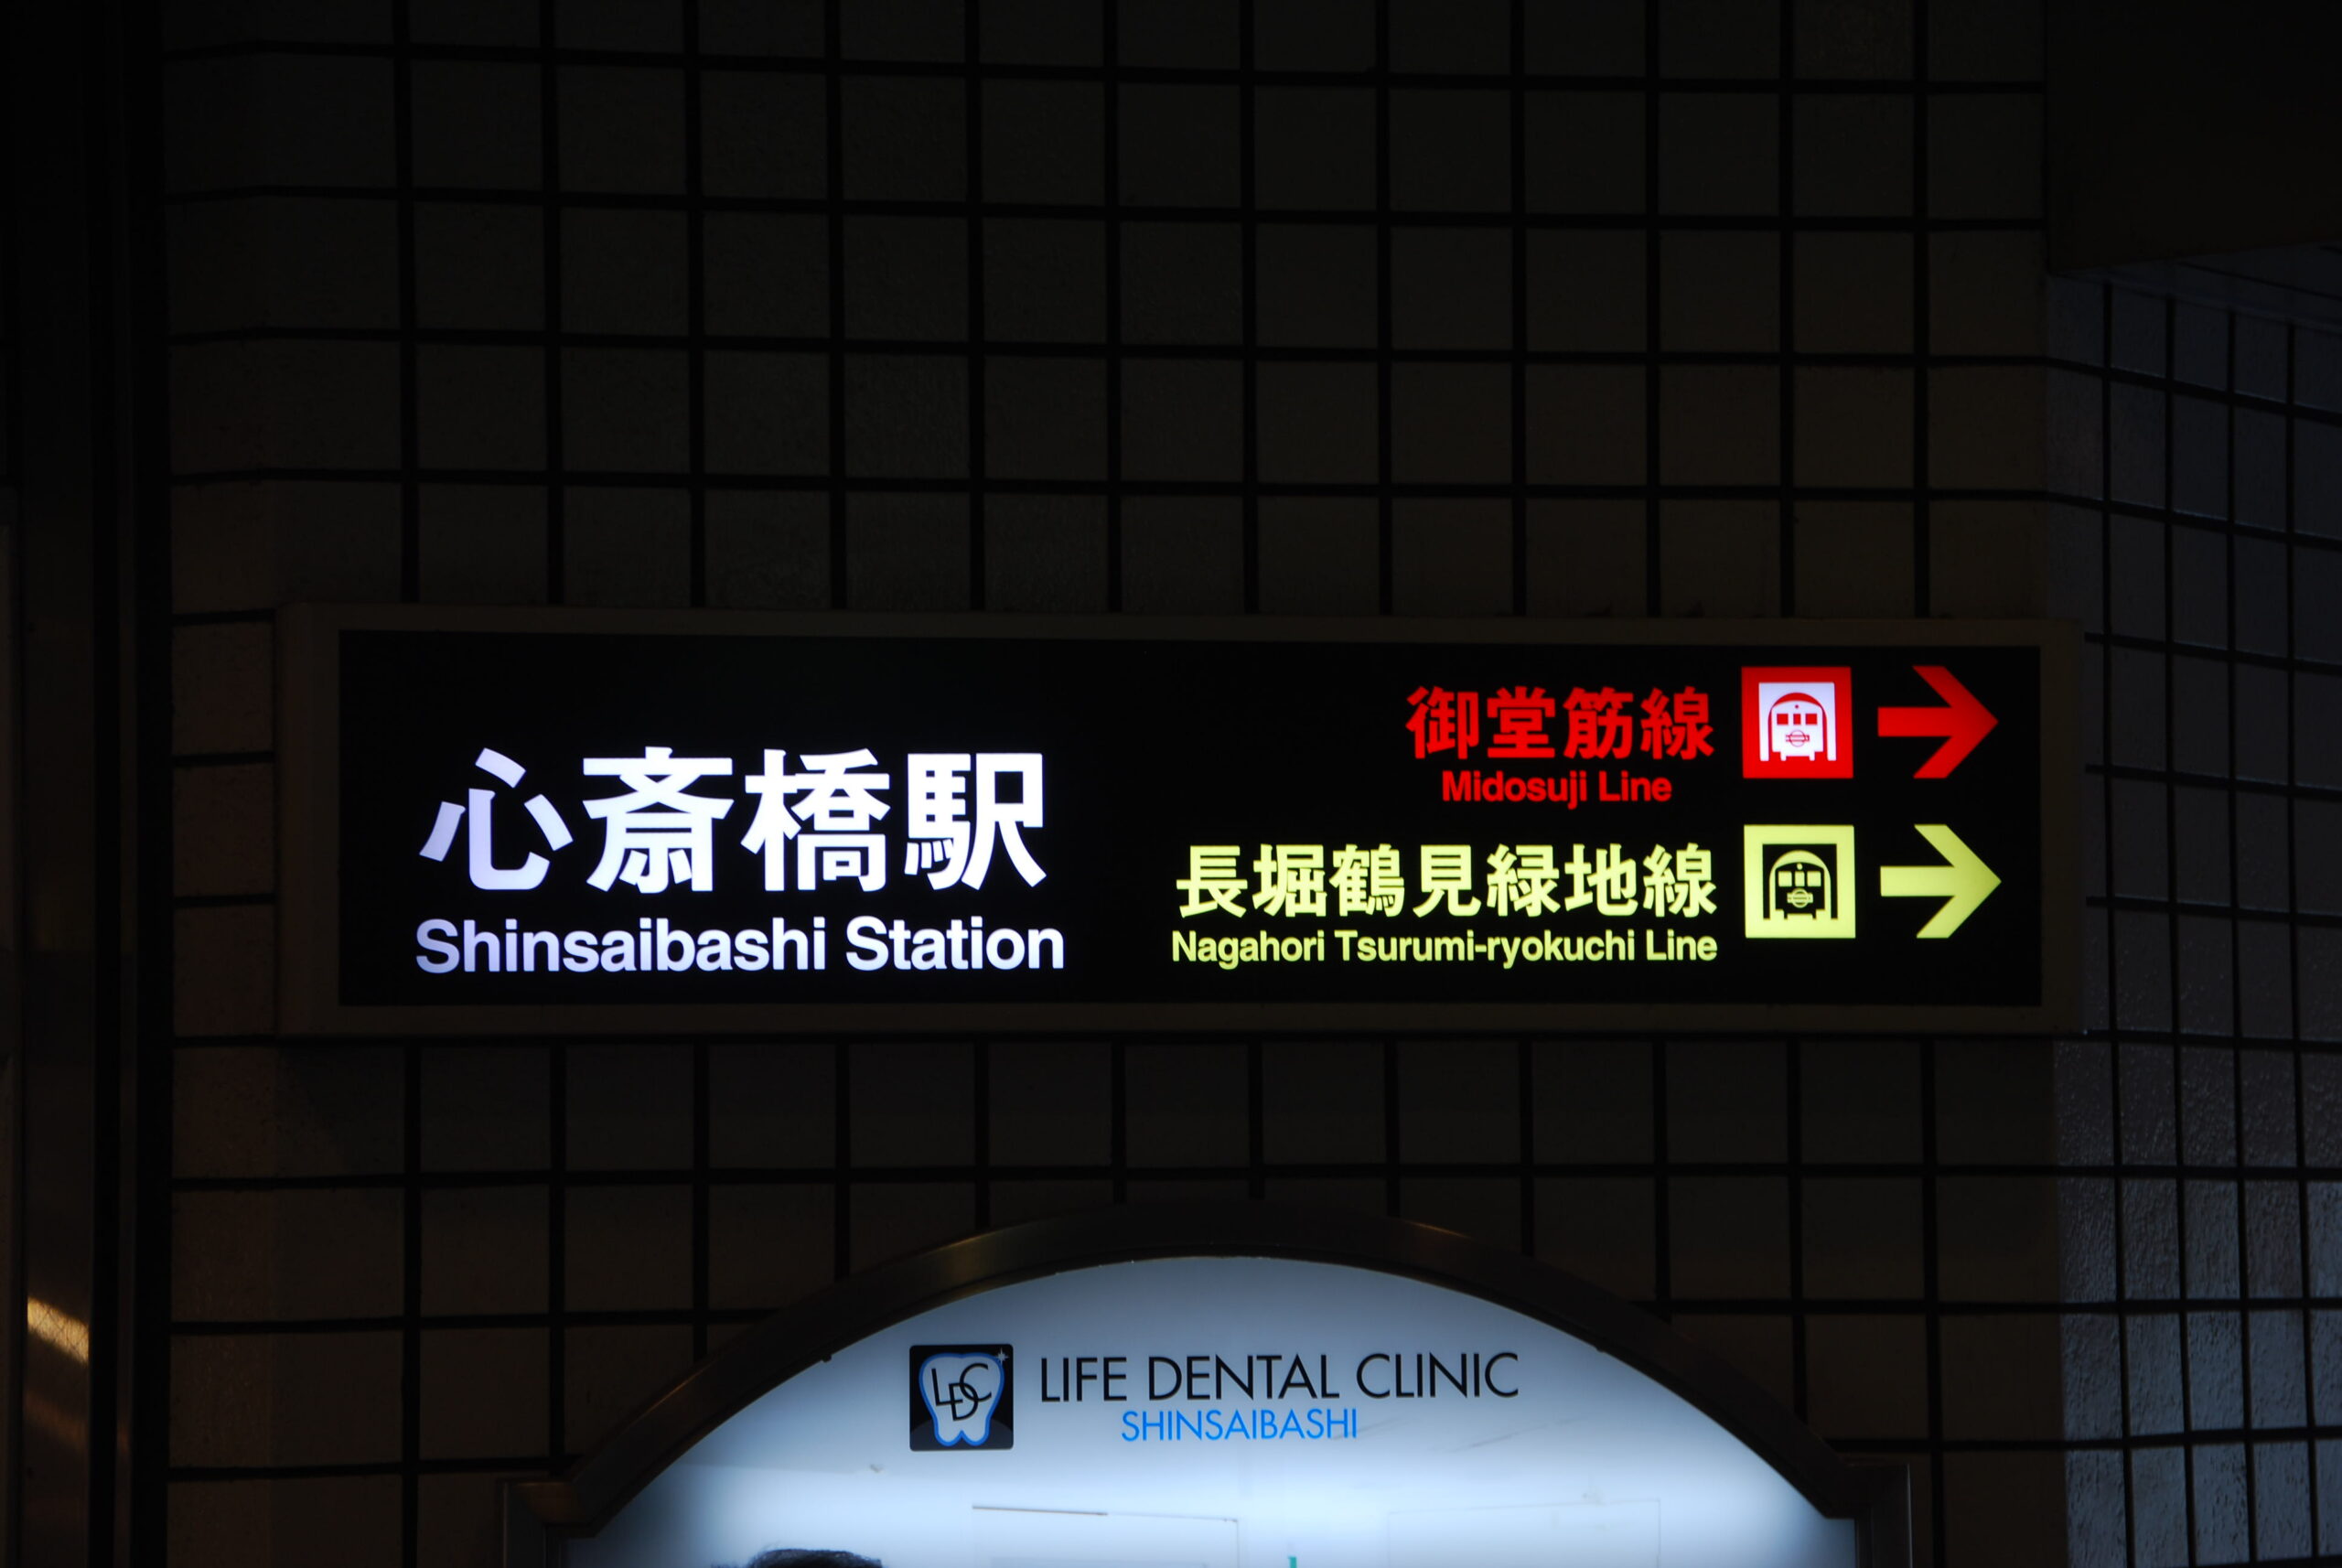 心斎橋駅
Shinsaibashi Station
御堂筋線
Midosuji Line
長堀鶴見緑地線
Nagahori Tsurumi-ryokuchi Line
LDC
LIFE DENTAL CLINIC
SHINSAIBASHI